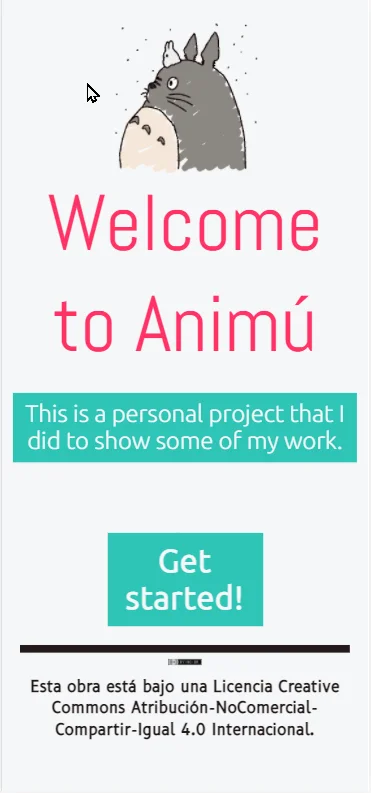 Welcome
to Animú
This is a personal project that I
did to show some of my work.
Get
started!
Esta obra está bajo una Licencia Creative
Commons Atribución-NoComercial-
Compartir-Igual 4.0 Internacional.